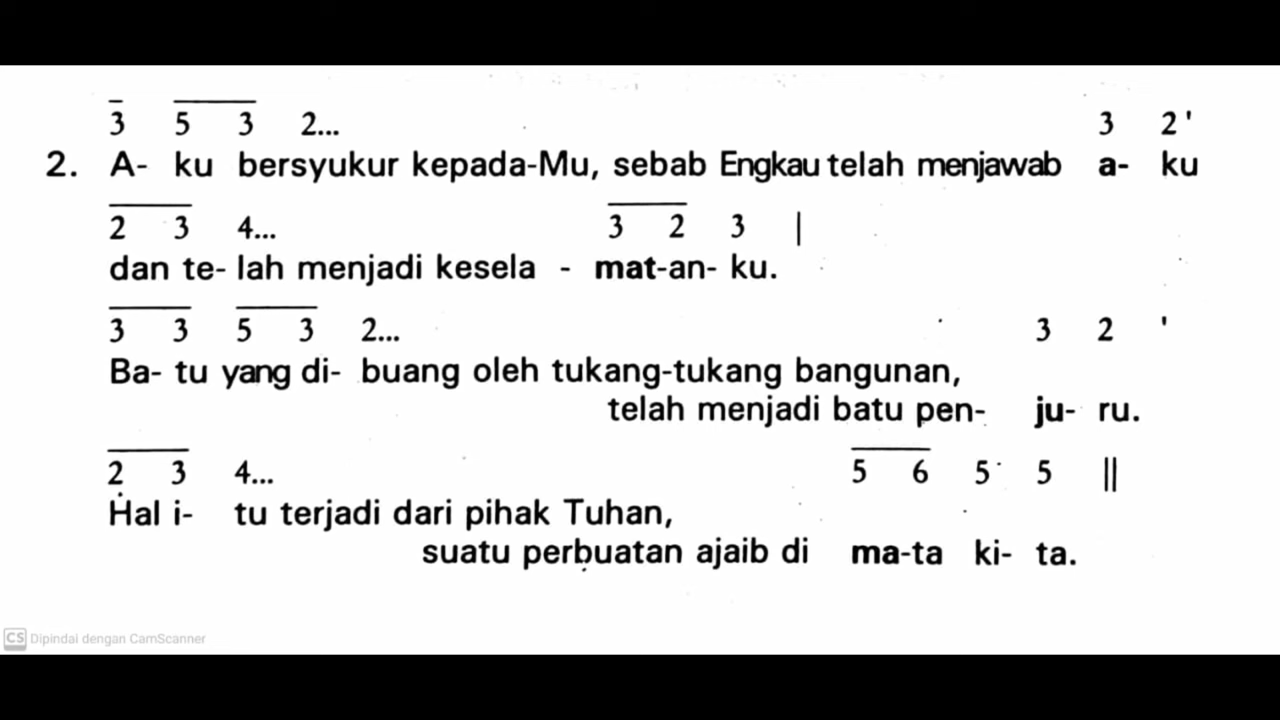 3 5 3 2... 3 2'
2. A- ku bersyukur kepada-Mu, sebab Engkau telah menjawab a- ku
2 3 4... 3 2 3 |
dan te- lah menjadi kesela - mat-an- ku.
3 3 5 3 2... 3 2 '
Ba- tu yang di- buang oleh tukang-tukang bangunan,
telah menjadi batu pen- ju- ru.
2 3 4... 5 6 5 5 ||
Hal i- tu terjadi dari pihak Tuhan,
suatu perbuatan ajaib di ma-ta ki- ta.
CS Dipindai dengan CamScanner